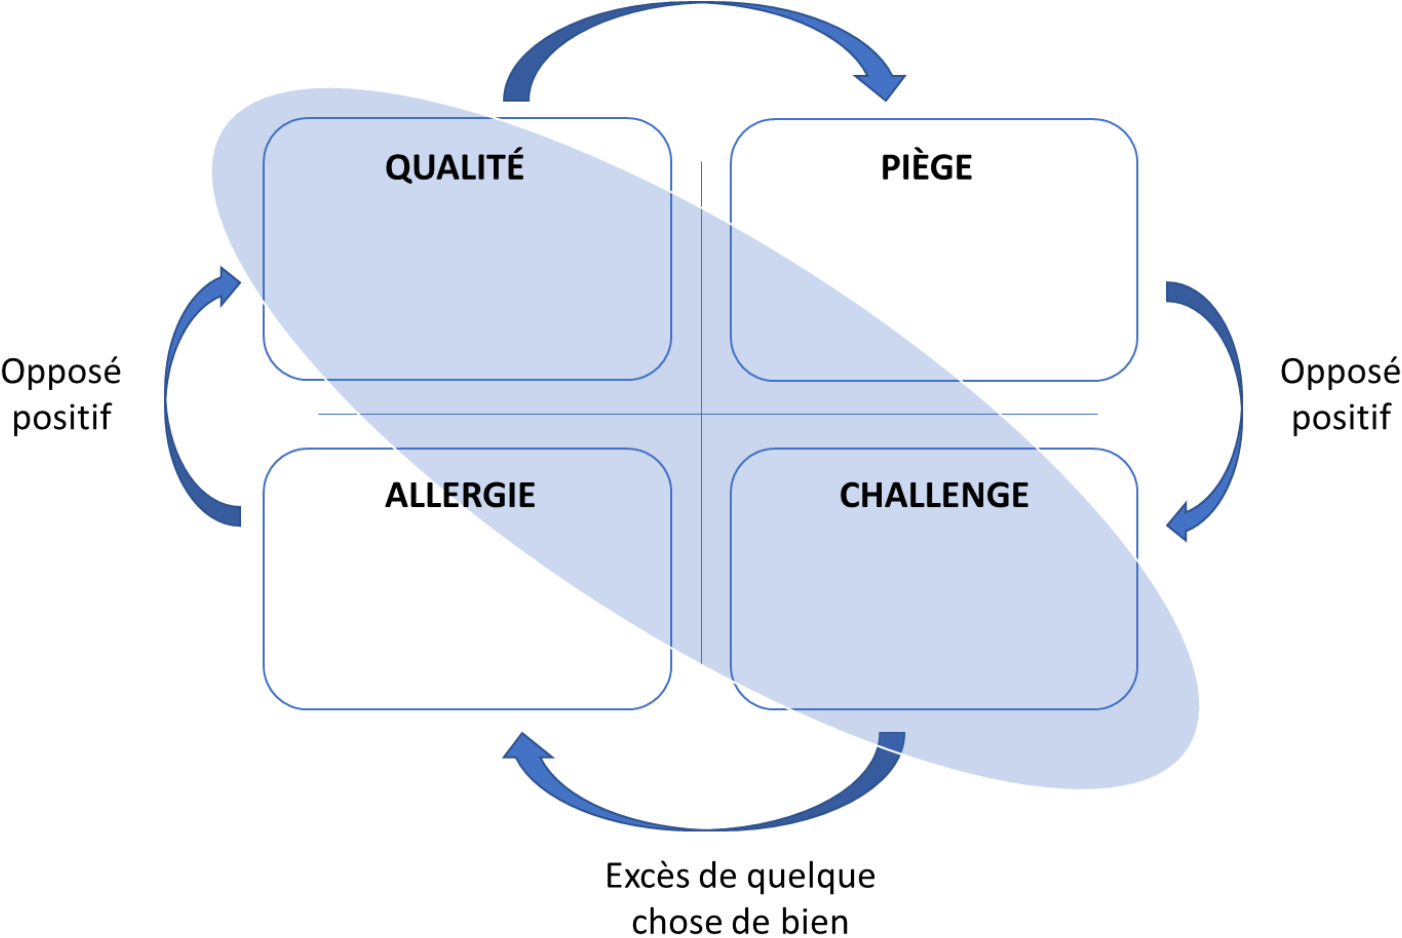 QUALITÉ
PIÈGE
Opposé
positif
Opposé
positif
ALLERGIE
CHALLENGE
Excès de quelque
chose de bien